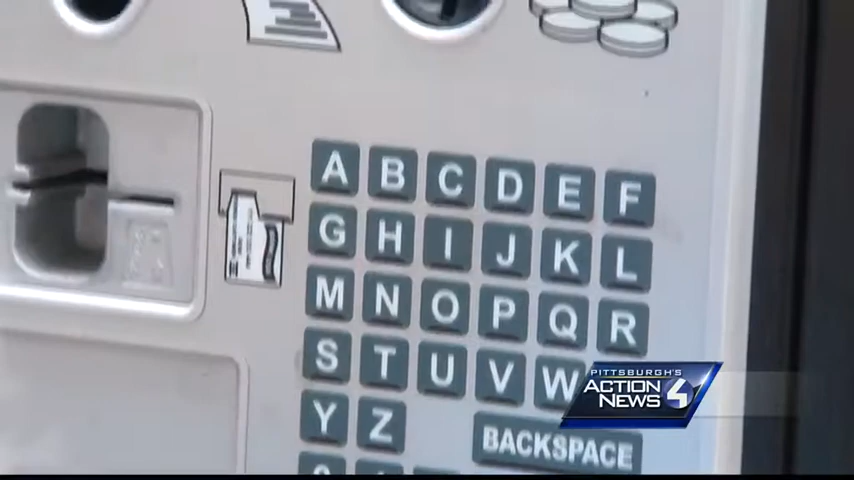 A B C D E F
G H I J K L
M N O P Q R
S T U V W
Y Z
BACKSPACE
PITTSBURGH'S
ACTION 4
NEWS